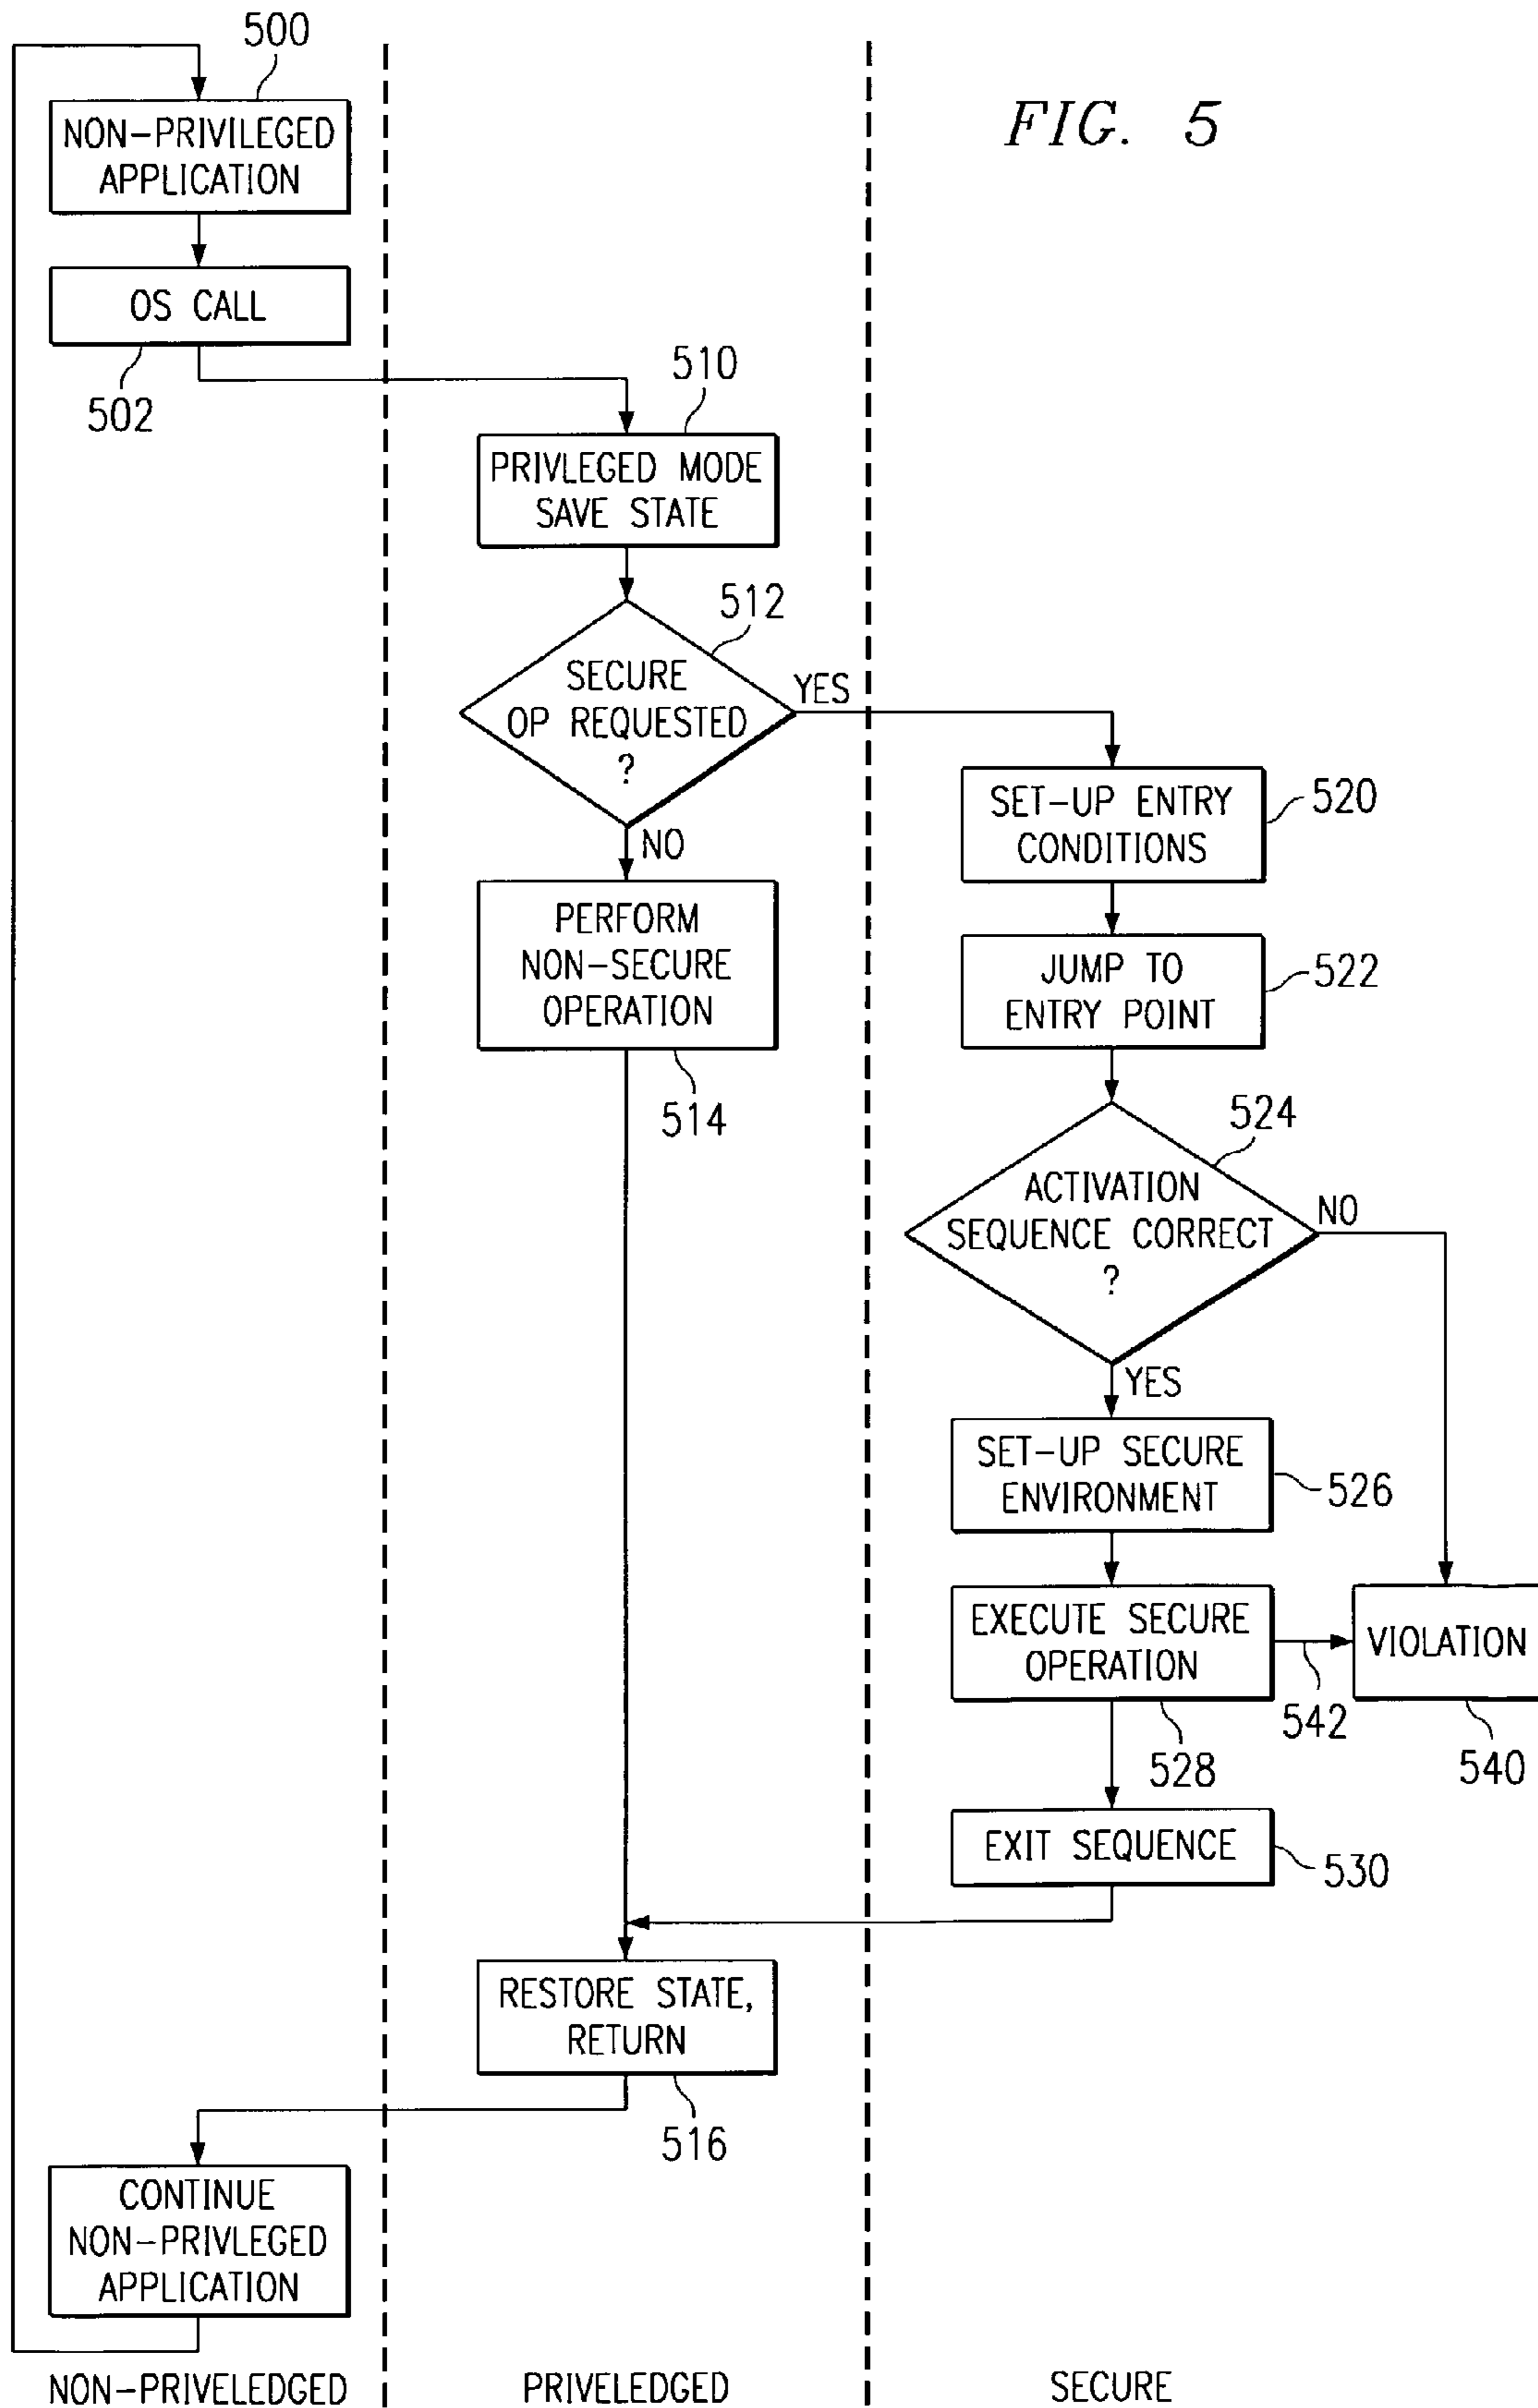 500
FIG. 5
NON-PRIVILEGED
APPLICATION
OS CALL
502
510
PRIVLEGED MODE
SAVE STATE
512
SECURE
OP REQUESTED
?
YES
NO
SET-UP ENTRY
CONDITIONS
520
PERFORM
NON-SECURE
OPERATION
514
JUMP TO
ENTRY POINT
522
524
ACTIVATION
SEQUENCE CORRECT
?
NO
YES
SET-UP SECURE
ENVIRONMENT
526
EXECUTE SECURE
OPERATION
528
542
VIOLATION
540
EXIT SEQUENCE
530
RESTORE STATE,
RETURN
516
CONTINUE
NON-PRIVLEGED
APPLICATION
NON-PRIVELEDGED
PRIVELEDGED
SECURE